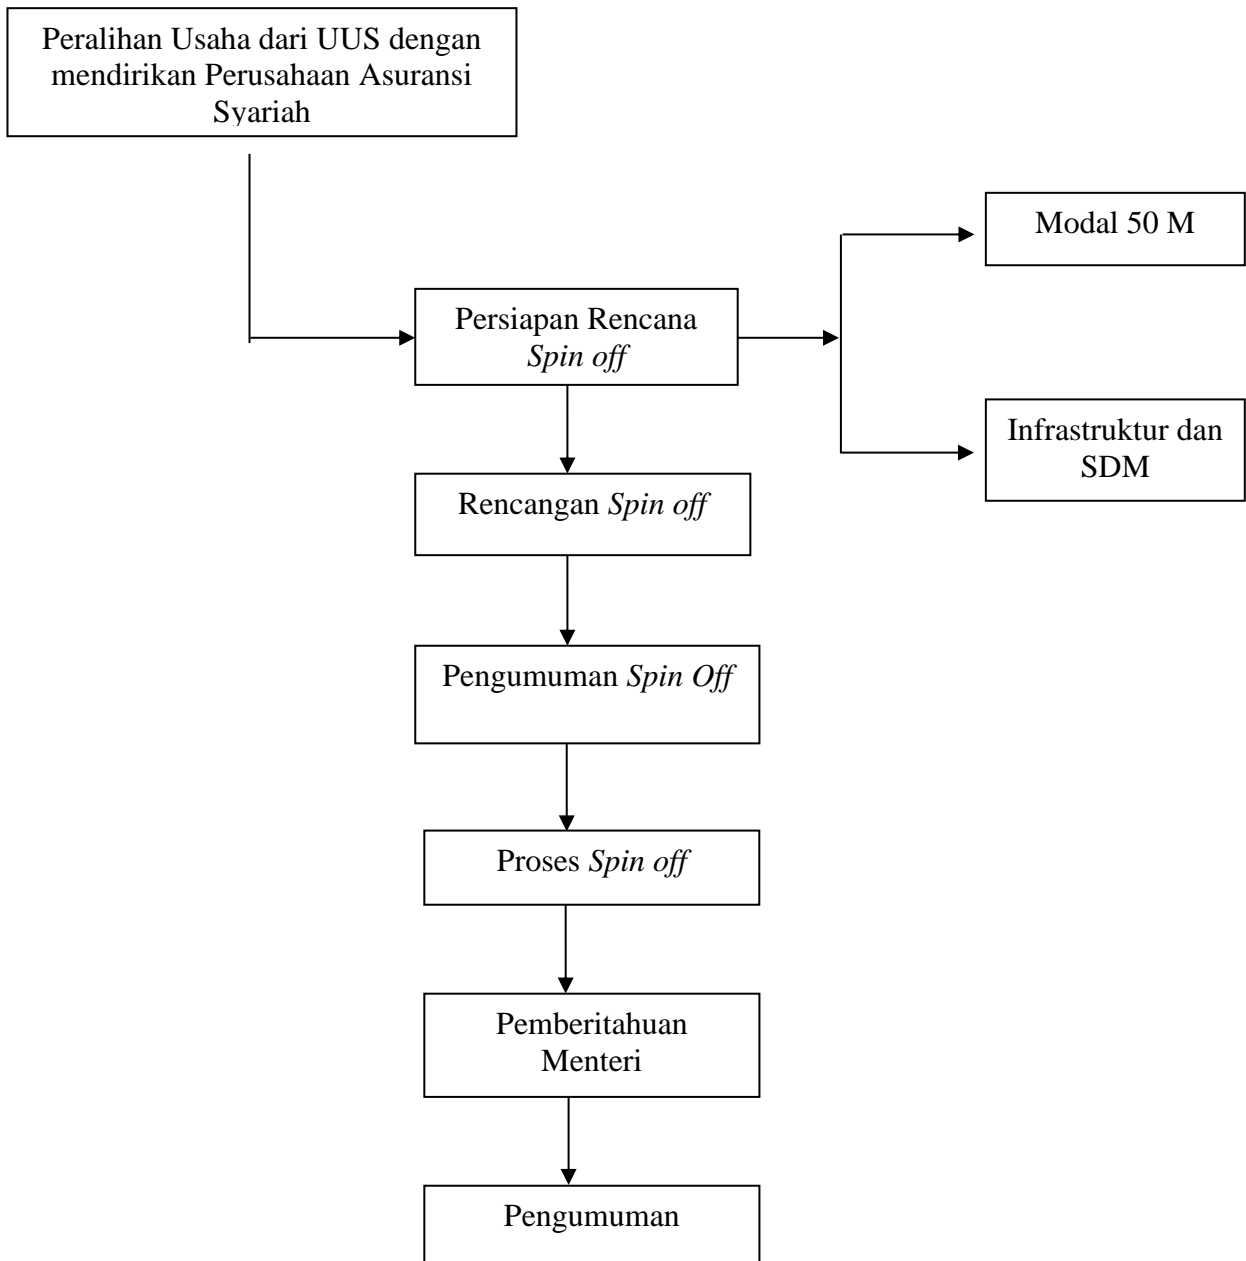 Peralihan Usaha dari UUS dengan
mendirikan Perusahaan Asuransi
Syariah
Modal 50 M
Persiapan Rencana
Spin off
Infrastruktur dan
SDM
Rencangan Spin off
Pengumuman Spin Off
Proses Spin off
Pemberitahuan
Menteri
Pengumuman